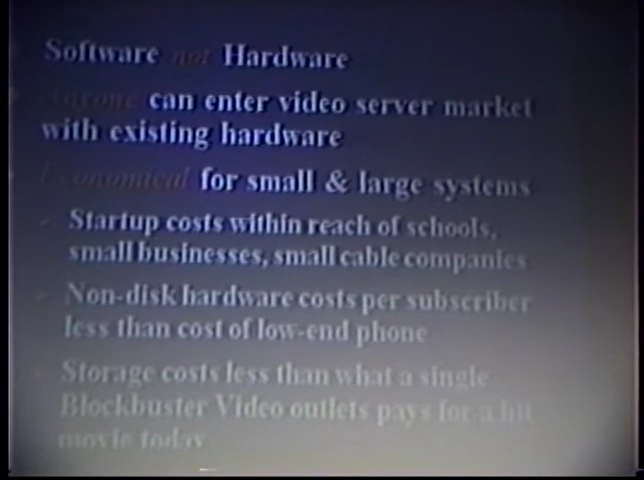 Software not Hardware
Anyone can enter video server market
with existing hardware
Economical for small & large systems
Startup costs within reach of schools,
small businesses, small cable companies
Non-disk hardware costs per subscriber
less than cost of low-end phone
Storage costs less than what a single
Blockbuster Video outlets pays for a hit
movie today